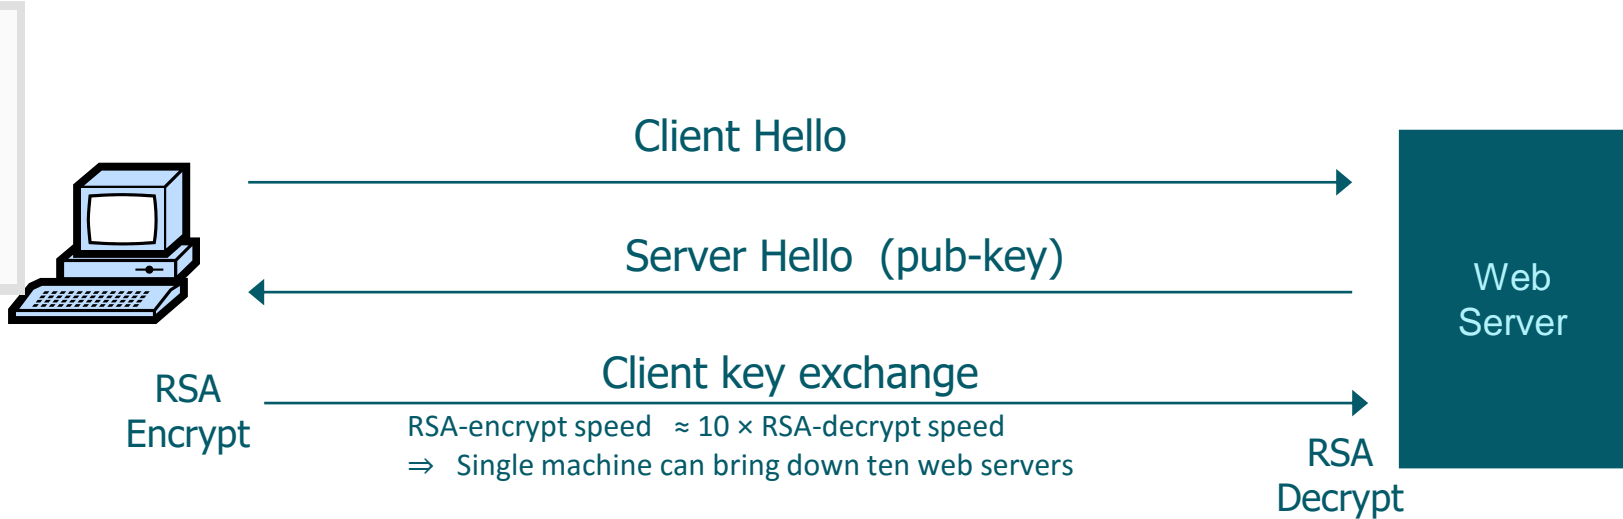 Client Hello
Server Hello (pub-key)
Web
Server
Client key exchange
RSA
Encrypt
RSA-encrypt speed ≈ 10 × RSA-decrypt speed
⇒ Single machine can bring down ten web servers
RSA
Decrypt